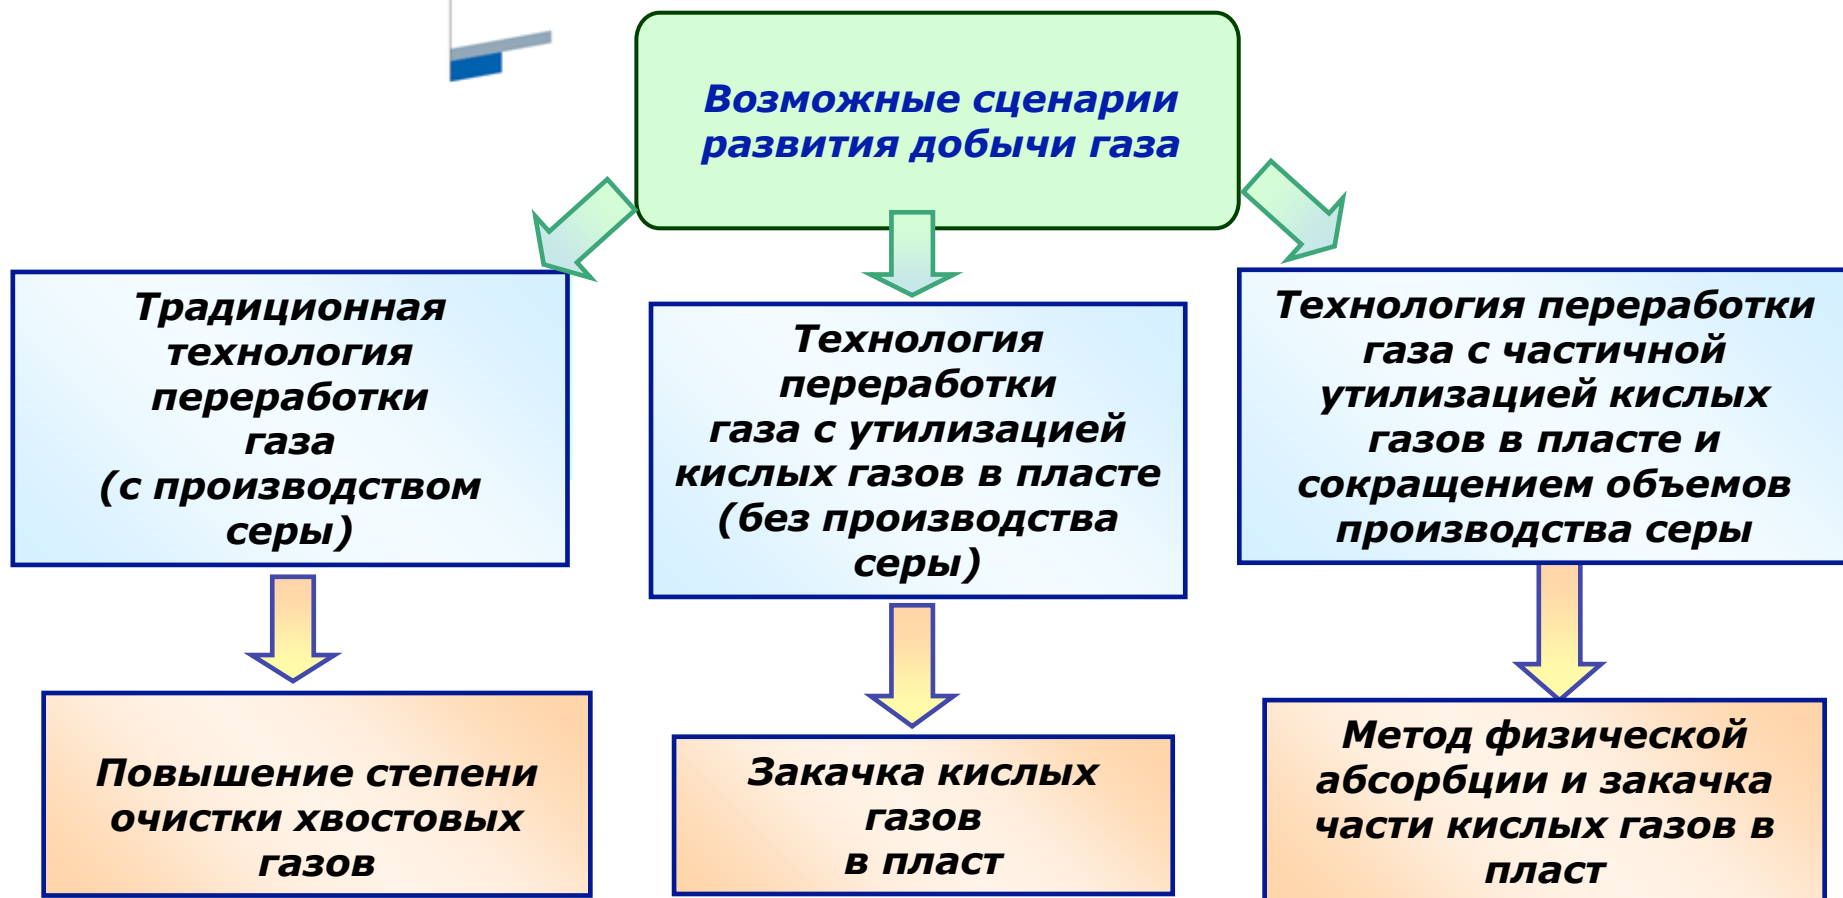 Возможные сценарии
развития добычи газа
Традиционная
технология
переработки
газа
(с производством
серы)
Технология
переработки
газа с утилизацией
кислых газов в пласте
(без производства
серы)
Технология переработки
газа с частичной
утилизацией кислых
газов в пласте и
сокращением объемов
производства серы
Повышение степени
очистки хвостовых
газов
Закачка кислых
газов
в пласт
Метод физической
абсорбции и закачка
части кислых газов в
пласт